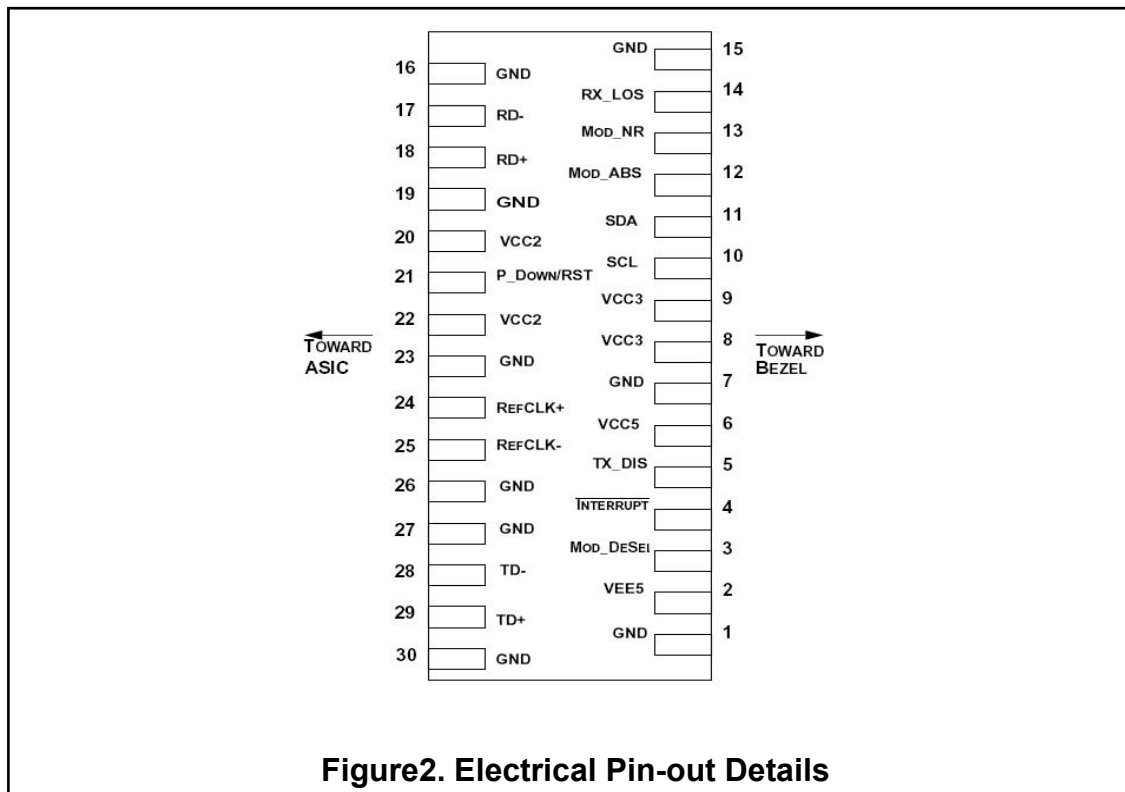 GND 15
16 GND
RX_LOS 14
17 RD-
MOD_NR 13
18 RD+
MOD_ABS 12
19 GND
SDA 11
20 VCC2
SCL 10
21 P_DOWN/RST
VCC3 9
22 VCC2
VCC3 8
TOWARD
ASIC
TOWARD
BEZEL
23 GND
GND 7
24 REFCLK+
VCC5 6
25 REFCLK-
TX_DIS 5
26 GND
INTERRUPT 4
27 GND
MOD_DESEL 3
28 TD-
VEE5 2
29 TD+
GND 1
30 GND
Figure2. Electrical Pin-out Details